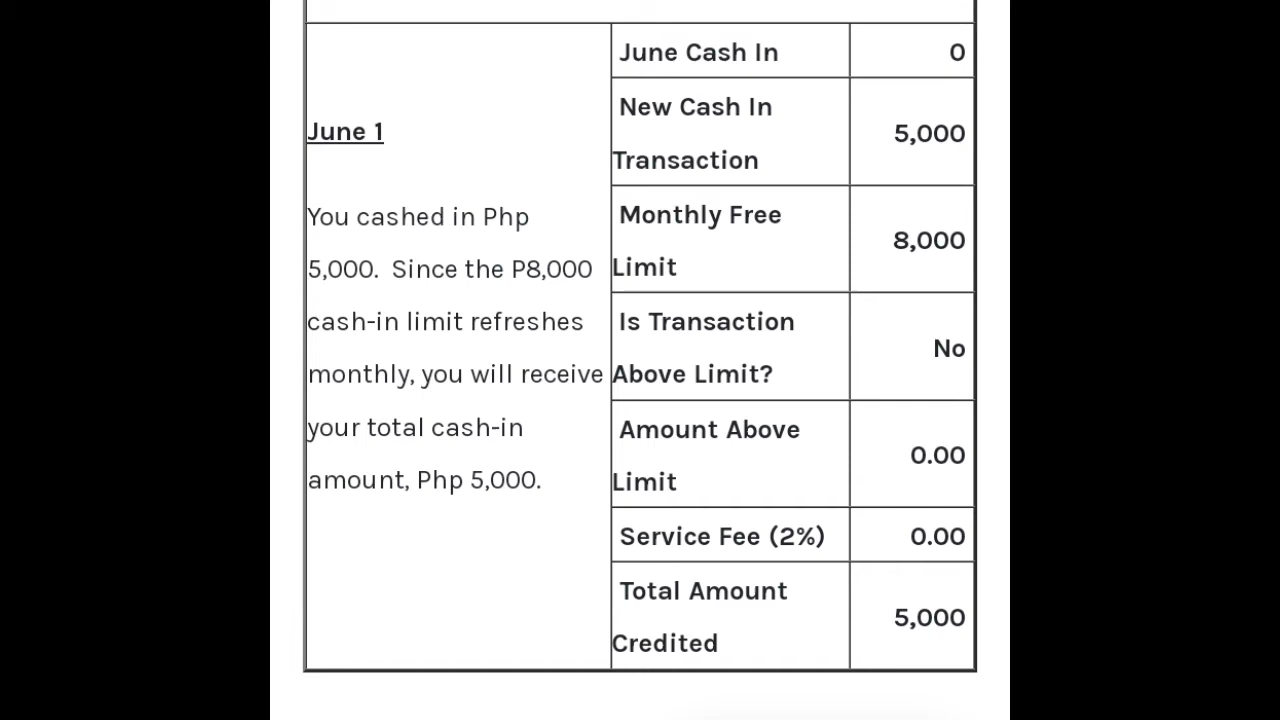 June 1
You cashed in Php
5,000.  Since the P8,000
cash-in limit refreshes
monthly, you will receive
your total cash-in
amount, Php 5,000.
June Cash In 0
New Cash In
Transaction
5,000
Monthly Free
Limit
8,000
Is Transaction
Above Limit?
No
Amount Above
Limit
0.00
Service Fee (2%) 0.00
Total Amount
Credited
5,000